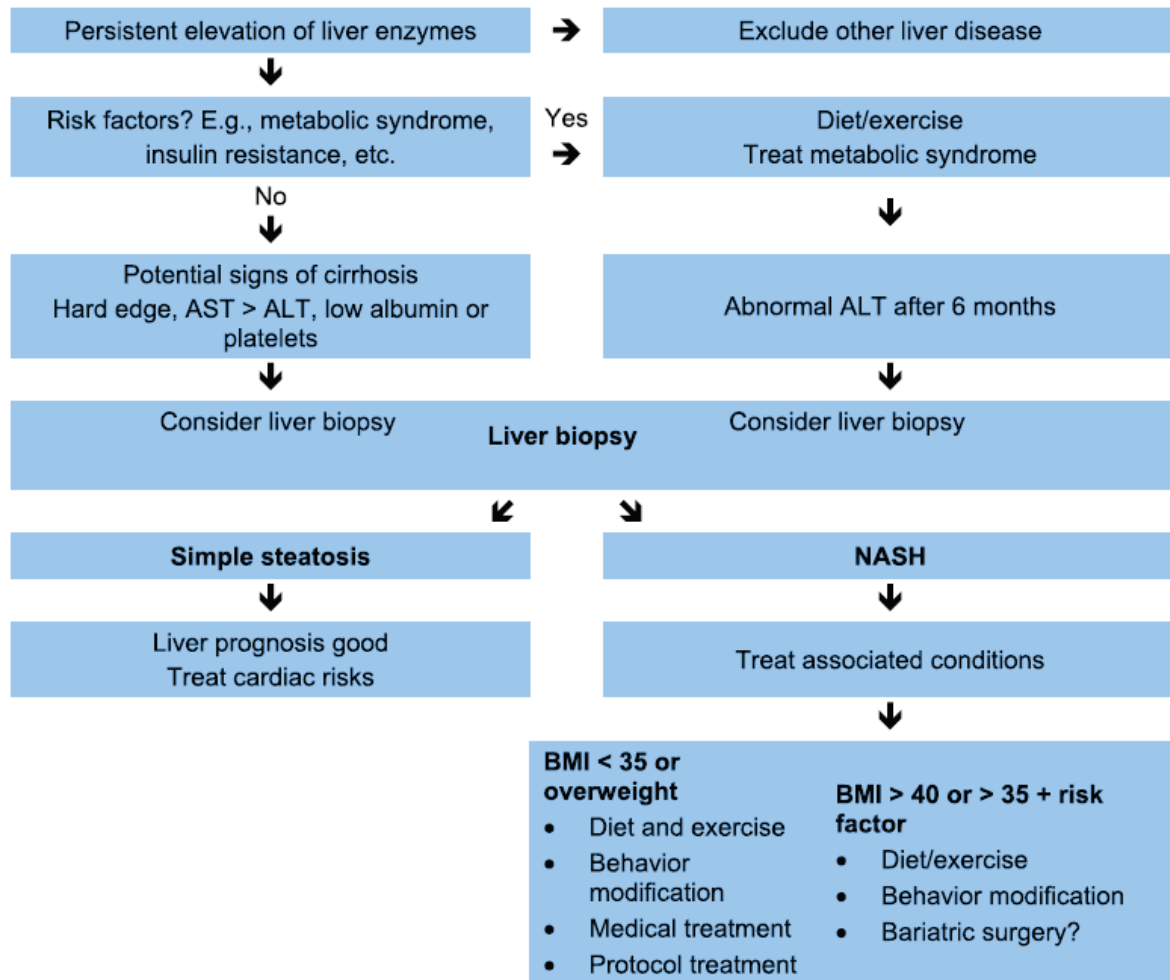 Persistent elevation of liver enzymes
Exclude other liver disease
Risk factors? E.g., metabolic syndrome,
insulin resistance, etc.
Yes
Diet/exercise
Treat metabolic syndrome
No
Potential signs of cirrhosis
Hard edge, AST > ALT, low albumin or
platelets
Abnormal ALT after 6 months
Consider liver biopsy
Liver biopsy
Consider liver biopsy
Simple steatosis
NASH
Liver prognosis good
Treat cardiac risks
Treat associated conditions
BMI < 35 or
overweight
• Diet and exercise
• Behavior
modification
• Medical treatment
• Protocol treatment
BMI > 40 or > 35 + risk
factor
• Diet/exercise
• Behavior modification
• Bariatric surgery?